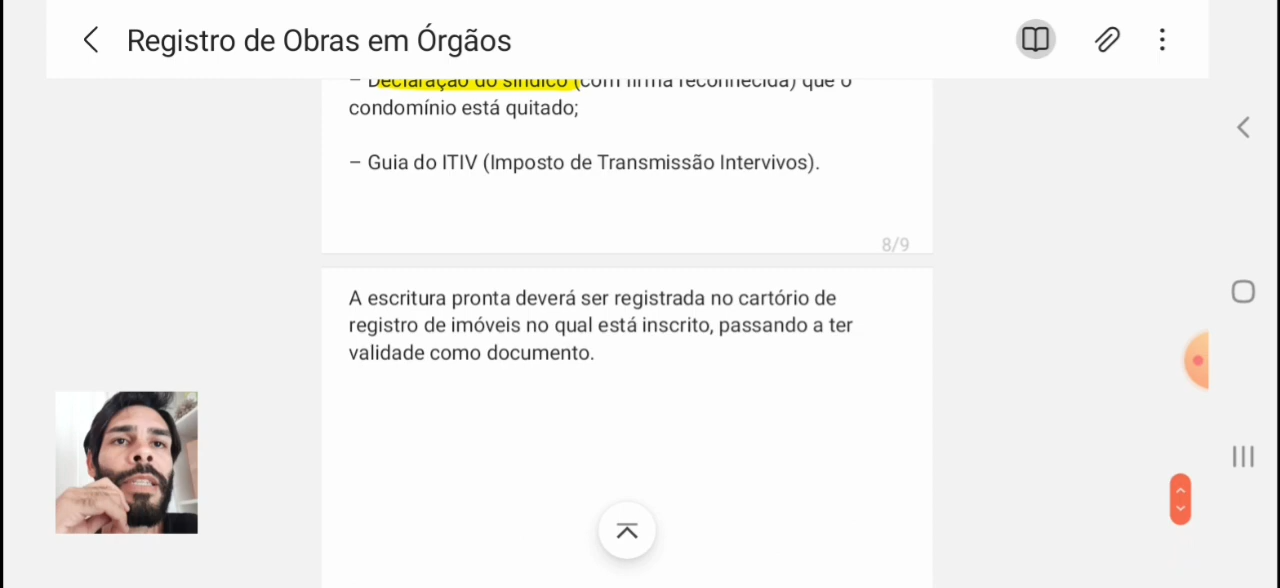 Registro de Obras em Órgãos
– Declaração do síndico (com firma reconhecida) que o
condomínio está quitado;
– Guia do ITIV (Imposto de Transmissão Intervivos).
8/9
A escritura pronta deverá ser registrada no cartório de
registro de imóveis no qual está inscrito, passando a ter
validade como documento.